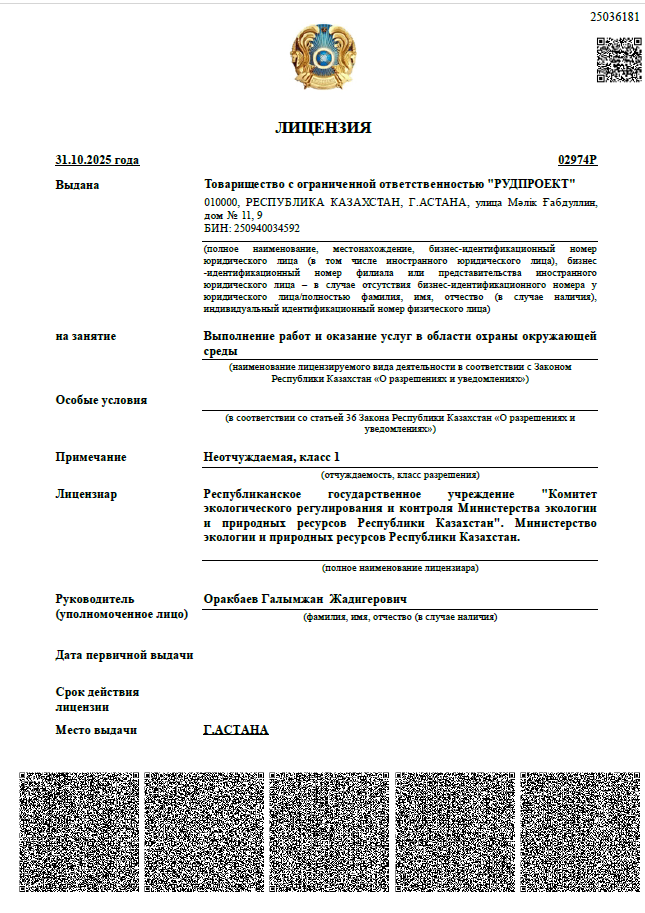 25036181
ЛИЦЕНЗИЯ
31.10.2025 года 02974P
Выдана Товарищество с ограниченной ответственностью "РУДПРОЕКТ"
010000, РЕСПУБЛИКА КАЗАХСТАН, Г.АСТАНА, улица Мәлік Ғабдуллин,
дом № 11, 9
БИН: 250940034592
(полное наименование, местонахождение, бизнес-идентификационный номер
юридического лица (в том числе иностранного юридического лица), бизнес
-идентификационный номер филиала или представительства иностранного
юридического лица – в случае отсутствия бизнес-идентификационного номера у
юридического лица/полностью фамилия, имя, отчество (в случае наличия),
индивидуальный идентификационный номер физического лица)
на занятие Выполнение работ и оказание услуг в области охраны окружающей
среды
(наименование лицензируемого вида деятельности в соответствии с Законом
Республики Казахстан «О разрешениях и уведомлениях»)
Особые условия
(в соответствии со статьей 36 Закона Республики Казахстан «О разрешениях и
уведомлениях»)
Примечание Неотчуждаемая, класс 1
(отчуждаемость, класс разрешения)
Лицензиар Республиканское государственное учреждение "Комитет
экологического регулирования и контроля Министерства экологии
и природных ресурсов Республики Казахстан". Министерство
экологии и природных ресурсов Республики Казахстан.
(полное наименование лицензиара)
Руководитель Оракбаев Галымжан Жадигерович
(уполномоченное лицо) (фамилия, имя, отчество (в случае наличия)
Дата первичной выдачи
Срок действия
лицензии
Место выдачи Г.АСТАНА